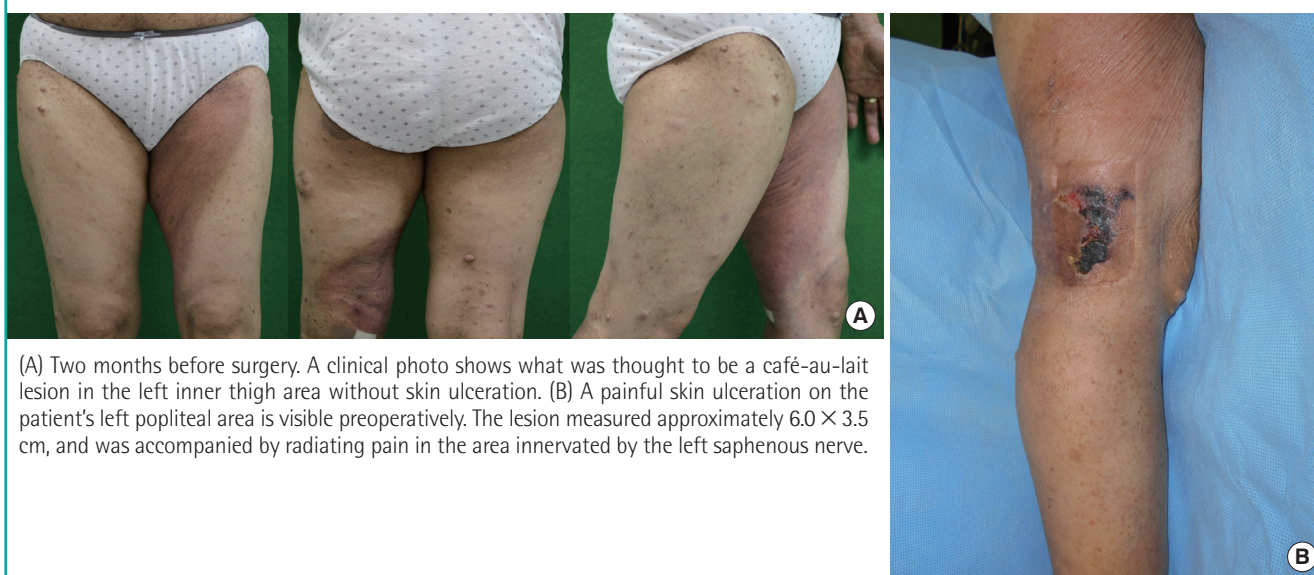 A
B
(A) Two months before surgery. A clinical photo shows what was thought to be a café-au-lait
lesion in the left inner thigh area without skin ulceration. (B) A painful skin ulceration on the
patient's left popliteal area is visible preoperatively. The lesion measured approximately 6.0 × 3.5
cm, and was accompanied by radiating pain in the area innervated by the left saphenous nerve.